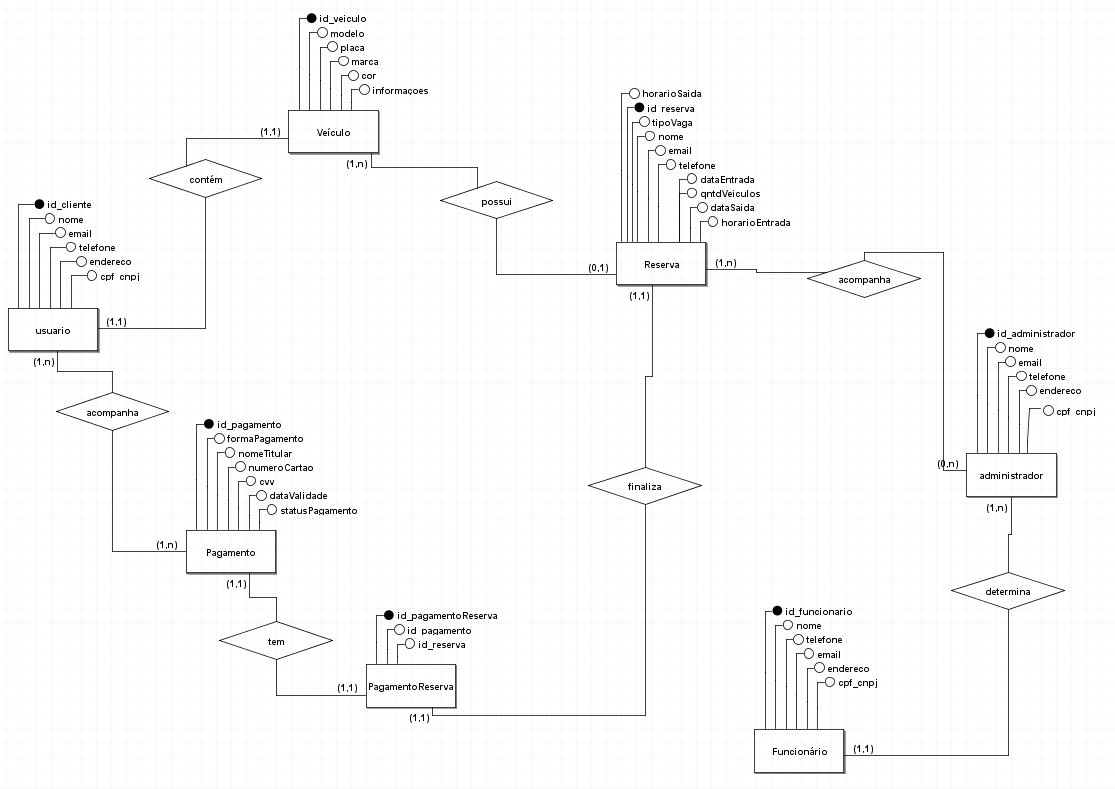 id_veiculo
modelo
placa
marca
cor
informaçoes
Veículo
(1,1)
(1,n)
contém
possui
horarioSaida
id_reserva
tipoVaga
nome
email
telefone
dataEntrada
qntdVeiculos
dataSaida
horarioEntrada
Reserva
(0,1)
(1,n)
(1,1)
acompanha
id_cliente
nome
email
telefone
endereco
cpf_cnpj
usuario
(1,1)
(1,n)
acompanha
id_administrador
nome
email
telefone
endereco
cpf_cnpj
(0,n)
administrador
(1,n)
id_pagamento
formaPagamento
nomeTitular
numeroCartao
cvv
dataValidade
statusPagamento
(1,n)
Pagamento
(1,1)
finaliza
determina
tem
id_pagamentoReserva
id_pagamento
id_reserva
(1,1)
PagamentoReserva
(1,1)
id_funcionario
nome
telefone
email
endereco
cpf_cnpj
Funcionário
(1,1)